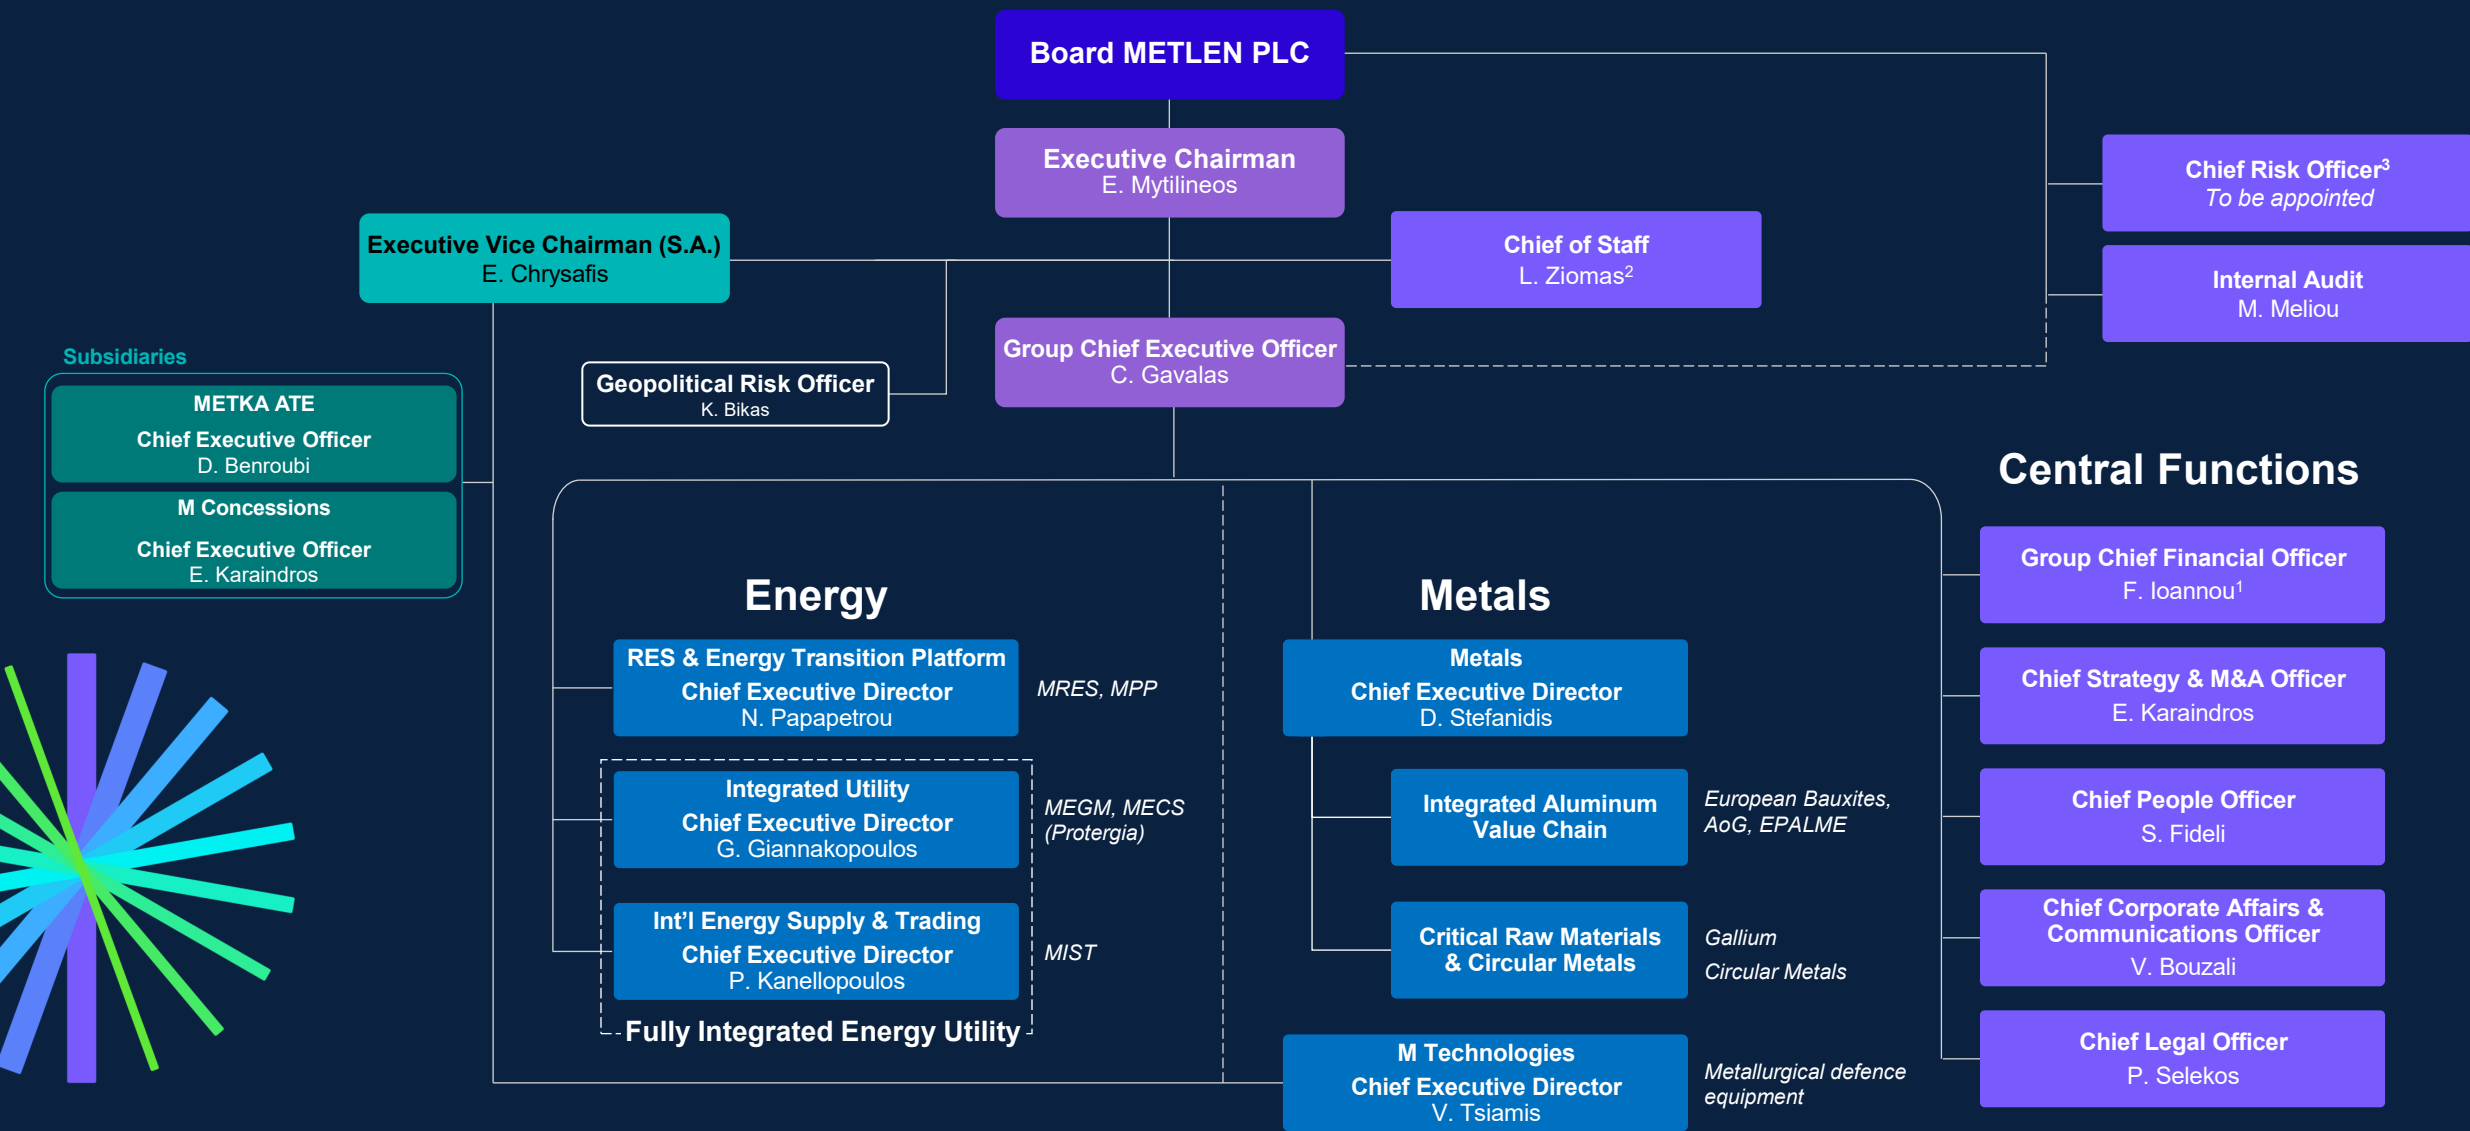 Board METLEN PLC
Executive Chairman
E. Mytilineos
Chief Risk Officer³
To be appointed
Executive Vice Chairman (S.A.)
E. Chrysafis
Chief of Staff
L. Ziomas²
Internal Audit
M. Meliou
Group Chief Executive Officer
C. Gavalas
Geopolitical Risk Officer
K. Bikas
Subsidiaries
METKA ATE
Chief Executive Officer
D. Benroubi
M Concessions
Chief Executive Officer
E. Karaindros
Energy
RES & Energy Transition Platform
Chief Executive Director
N. Papapetrou
MRES, MPP
Integrated Utility
Chief Executive Director
G. Giannakopoulos
MEGM, MECS
(Protergia)
Int'l Energy Supply & Trading
Chief Executive Director
P. Kanellopoulos
MIST
Fully Integrated Energy Utility
Metals
Metals
Chief Executive Director
D. Stefanidis
Integrated Aluminum
Value Chain
European Bauxites,
AoG, EPALME
Critical Raw Materials
& Circular Metals
Gallium
Circular Metals
M Technologies
Chief Executive Director
V. Tsiamis
Metallurgical defence
equipment
Central Functions
Group Chief Financial Officer
F. Ioannou¹
Chief Strategy & M&A Officer
E. Karaindros
Chief People Officer
S. Fideli
Chief Corporate Affairs &
Communications Officer
V. Bouzali
Chief Legal Officer
P. Selekos